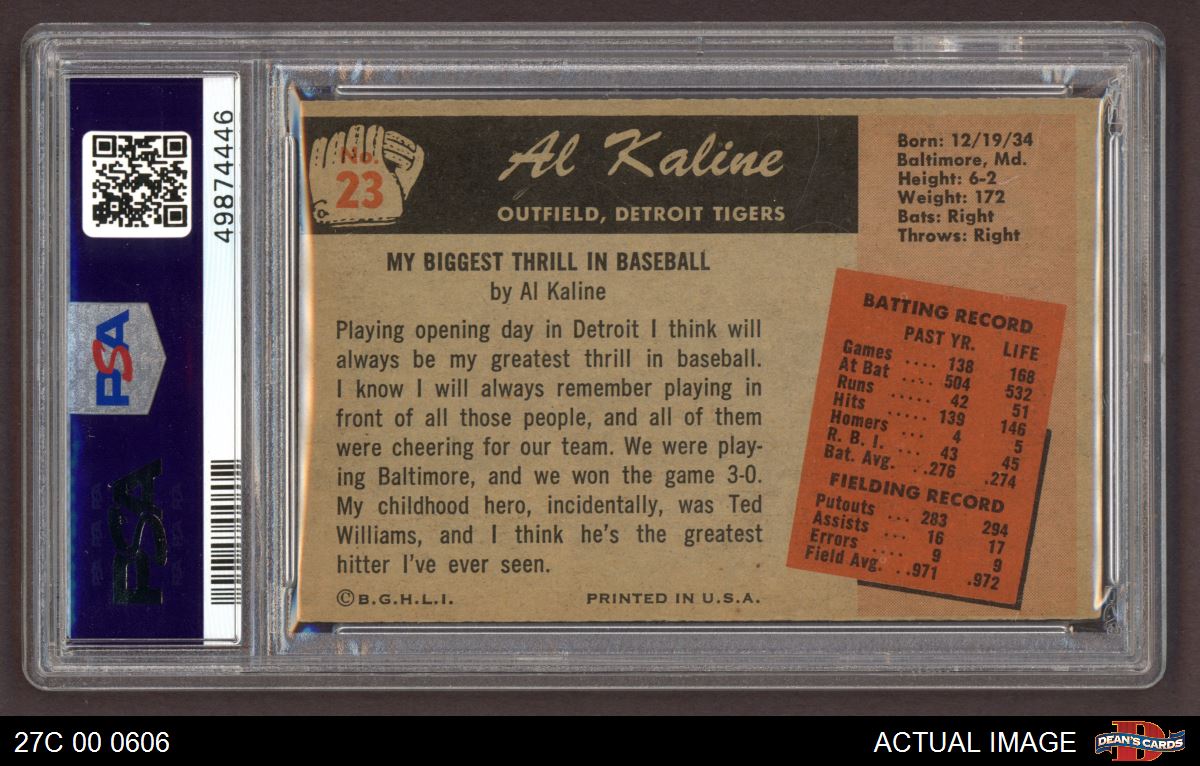 49874446
PSA
PSA
No.
23
Al Kaline
OUTFIELD, DETROIT TIGERS
Born: 12/19/34
Baltimore, Md.
Height: 6-2
Weight: 172
Bats: Right
Throws: Right
MY BIGGEST THRILL IN BASEBALL
by Al Kaline
Playing opening day in Detroit I think will
always be my greatest thrill in baseball.
I know I will always remember playing in
front of all those people, and all of them
were cheering for our team. We were play-
ing Baltimore, and we won the game 3-0.
My childhood hero, incidentally, was Ted
Williams, and I think he's the greatest
hitter I've ever seen.
©B.G.H.L.I. PRINTED IN U.S.A.
BATTING RECORD
PAST YR. LIFE
Games .... 138 168
At Bat .... 504 532
Runs 42 51
Hits ..... 139 146
Homers ... 4 5
R. B. I. 43 45
Bat. Avg. ..276 .274
FIELDING RECORD
Putouts ... 283 294
Assists 16 17
Errors .... 9 9
Field Avg. ..971 .972
27C 00 0606
ACTUAL IMAGE
D
DEAN'S CARDS